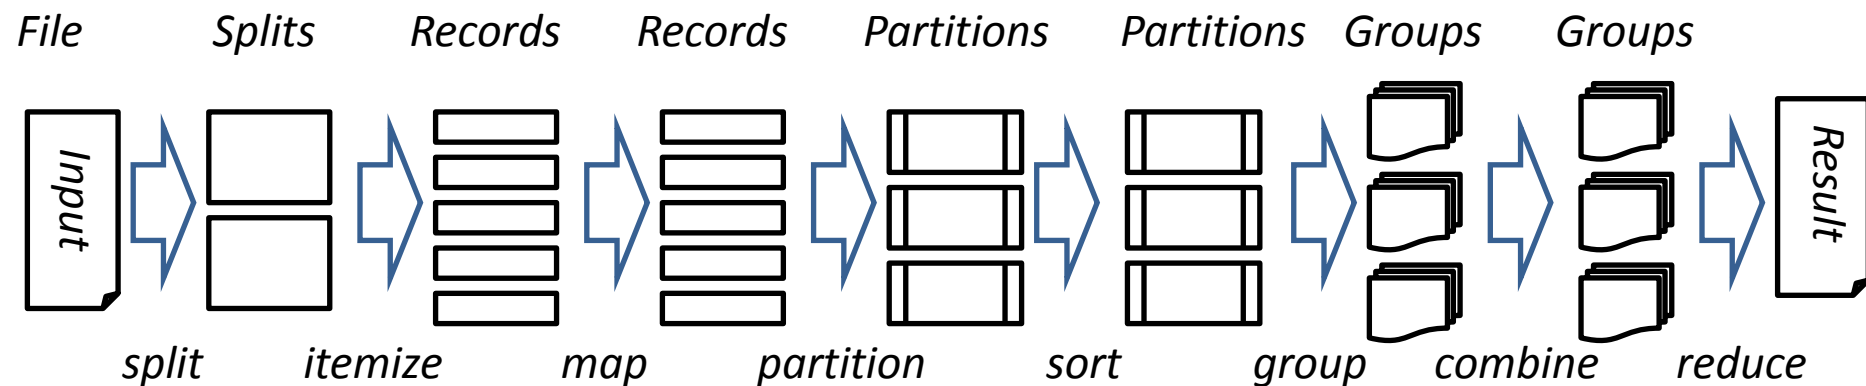 File Splits Records Records Partitions Partitions Groups Groups
Input
Result
split itemize map partition sort group combine reduce